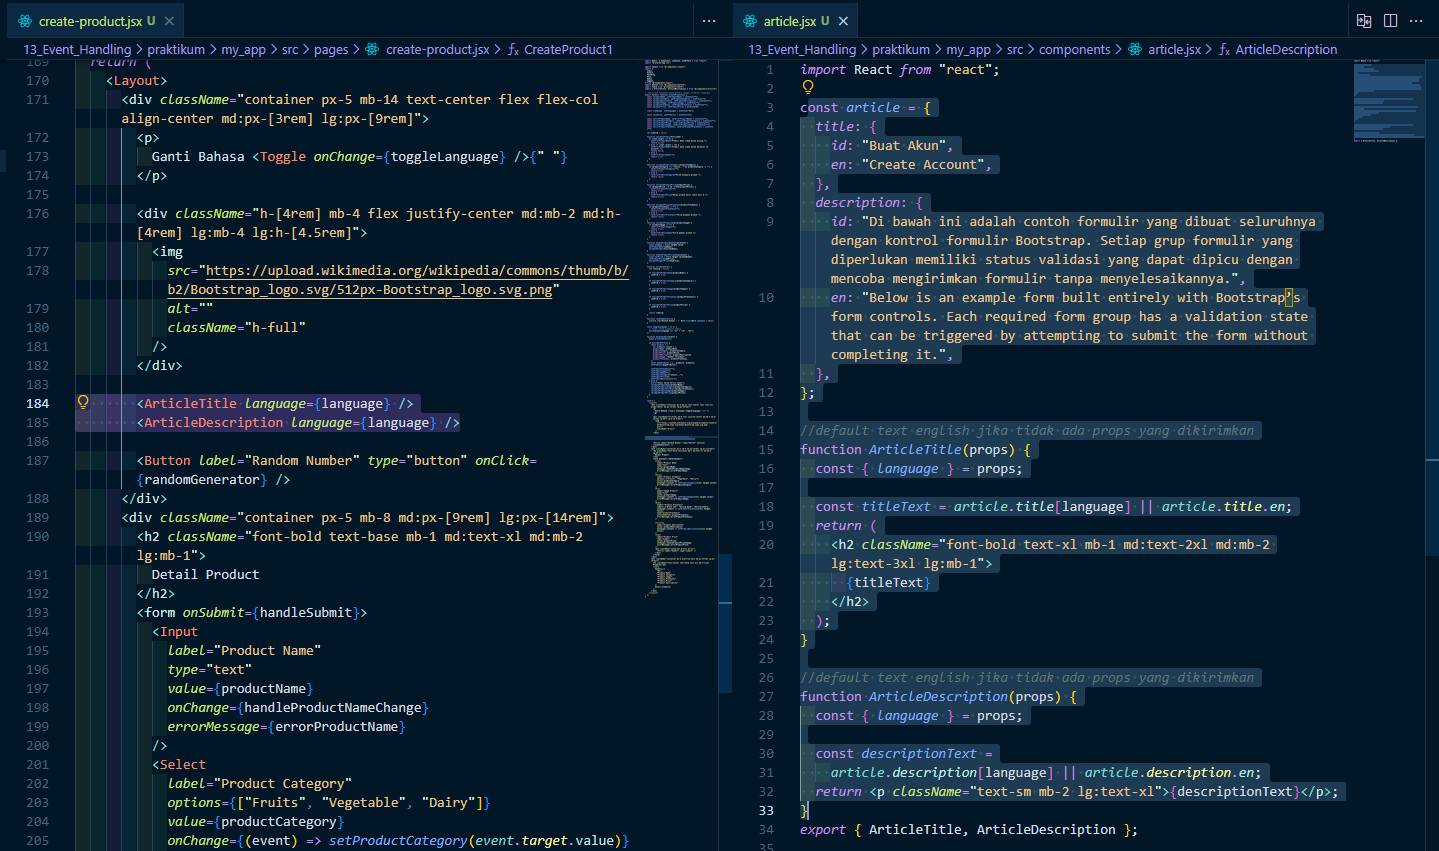 create-product.jsx U
13_Event_Handling > praktikum > my_app > src > pages > create-product.jsx > CreateProduct1
169 return (
170 <Layout>
171 <div className="container px-5 mb-14 text-center flex flex-col
align-center md:px-[3rem] lg:px-[9rem]">
172 <p>
173 Ganti Bahasa <Toggle onChange={toggleLanguage} />{" "}
174 </p>
175
176 <div className="h-[4rem] mb-4 flex justify-center md:mb-2 md:h-
[4rem] lg:mb-4 lg:h-[4.5rem]">
177 <img
178 src="https://upload.wikimedia.org/wikipedia/commons/thumb/b/
b2/Bootstrap_logo.svg/512px-Bootstrap_logo.svg.png"
179 alt=""
180 className="h-full"
181 />
182 </div>
183
184 <ArticleTitle language={language} />
185 <ArticleDescription language={language} />
186
187 <Button label="Random Number" type="button" onClick=
{randomGenerator} />
188 </div>
189 <div className="container px-5 mb-8 md:px-[9rem] lg:px-[14rem]">
190 <h2 className="font-bold text-base mb-1 md:text-xl md:mb-2
lg:mb-1">
191 Detail Product
192 </h2>
193 <form onSubmit={handleSubmit}>
194 <Input
195 label="Product Name"
196 type="text"
197 value={productName}
198 onChange={handleProductNameChange}
199 errorMessage={errorProductName}
200 />
201 <Select
202 label="Product Category"
203 options={["Fruits", "Vegetable", "Dairy"]}
204 value={productCategory}
205 onChange={(event) => setProductCategory(event.target.value)}
article.jsx U
13_Event_Handling > praktikum > my_app > src > components > article.jsx > ArticleDescription
1 import React from "react";
2
3 const article = {
4 title: {
5 id: "Buat Akun",
6 en: "Create Account",
7 },
8 description: {
9 id: "Di bawah ini adalah contoh formulir yang dibuat seluruhnya
dengan kontrol formulir Bootstrap. Setiap grup formulir yang
diperlukan memiliki status validasi yang dapat dipicu dengan
mencoba mengirimkan formulir tanpa menyelesaikannya.",
10 en: "Below is an example form built entirely with Bootstrap’s
form controls. Each required form group has a validation state
that can be triggered by attempting to submit the form without
completing it.",
11 },
12 };
13
14 //default text english jika tidak ada props yang dikirimkan
15 function ArticleTitle(props) {
16 const { language } = props;
17
18 const titleText = article.title[language] || article.title.en;
19 return (
20 <h2 className="font-bold text-xl mb-1 md:text-2xl md:mb-2
lg:text-3xl lg:mb-1">
21 {titleText}
22 </h2>
23 );
24 }
25
26 //default text english jika tidak ada props yang dikirimkan
27 function ArticleDescription(props) {
28 const { language } = props;
29
30 const descriptionText =
31 article.description[language] || article.description.en;
32 return <p className="text-sm mb-2 lg:text-xl">{descriptionText}</p>;
33 }
34 export { ArticleTitle, ArticleDescription };
35